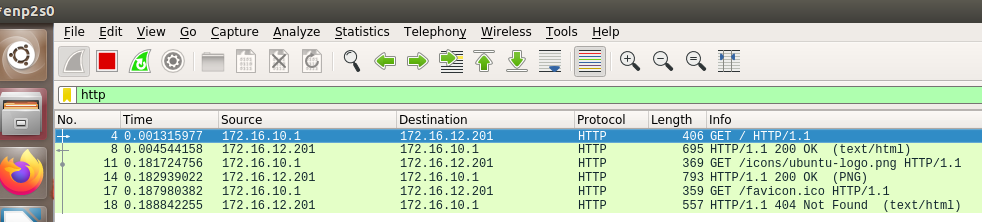 *enp2s0
File Edit View Go Capture Analyze Statistics Telephony Wireless Tools Help
http
No. Time Source Destination Protocol Length Info
4 0.001315977 172.16.10.1 172.16.12.201 HTTP 406 GET / HTTP/1.1
8 0.004544158 172.16.12.201 172.16.10.1 HTTP 695 HTTP/1.1 200 OK (text/html)
11 0.181724756 172.16.10.1 172.16.12.201 HTTP 369 GET /icons/ubuntu-logo.png HTTP/1.1
14 0.182939022 172.16.12.201 172.16.10.1 HTTP 793 HTTP/1.1 200 OK (PNG)
17 0.187980382 172.16.10.1 172.16.12.201 HTTP 359 GET /favicon.ico HTTP/1.1
18 0.188842255 172.16.12.201 172.16.10.1 HTTP 557 HTTP/1.1 404 Not Found (text/html)